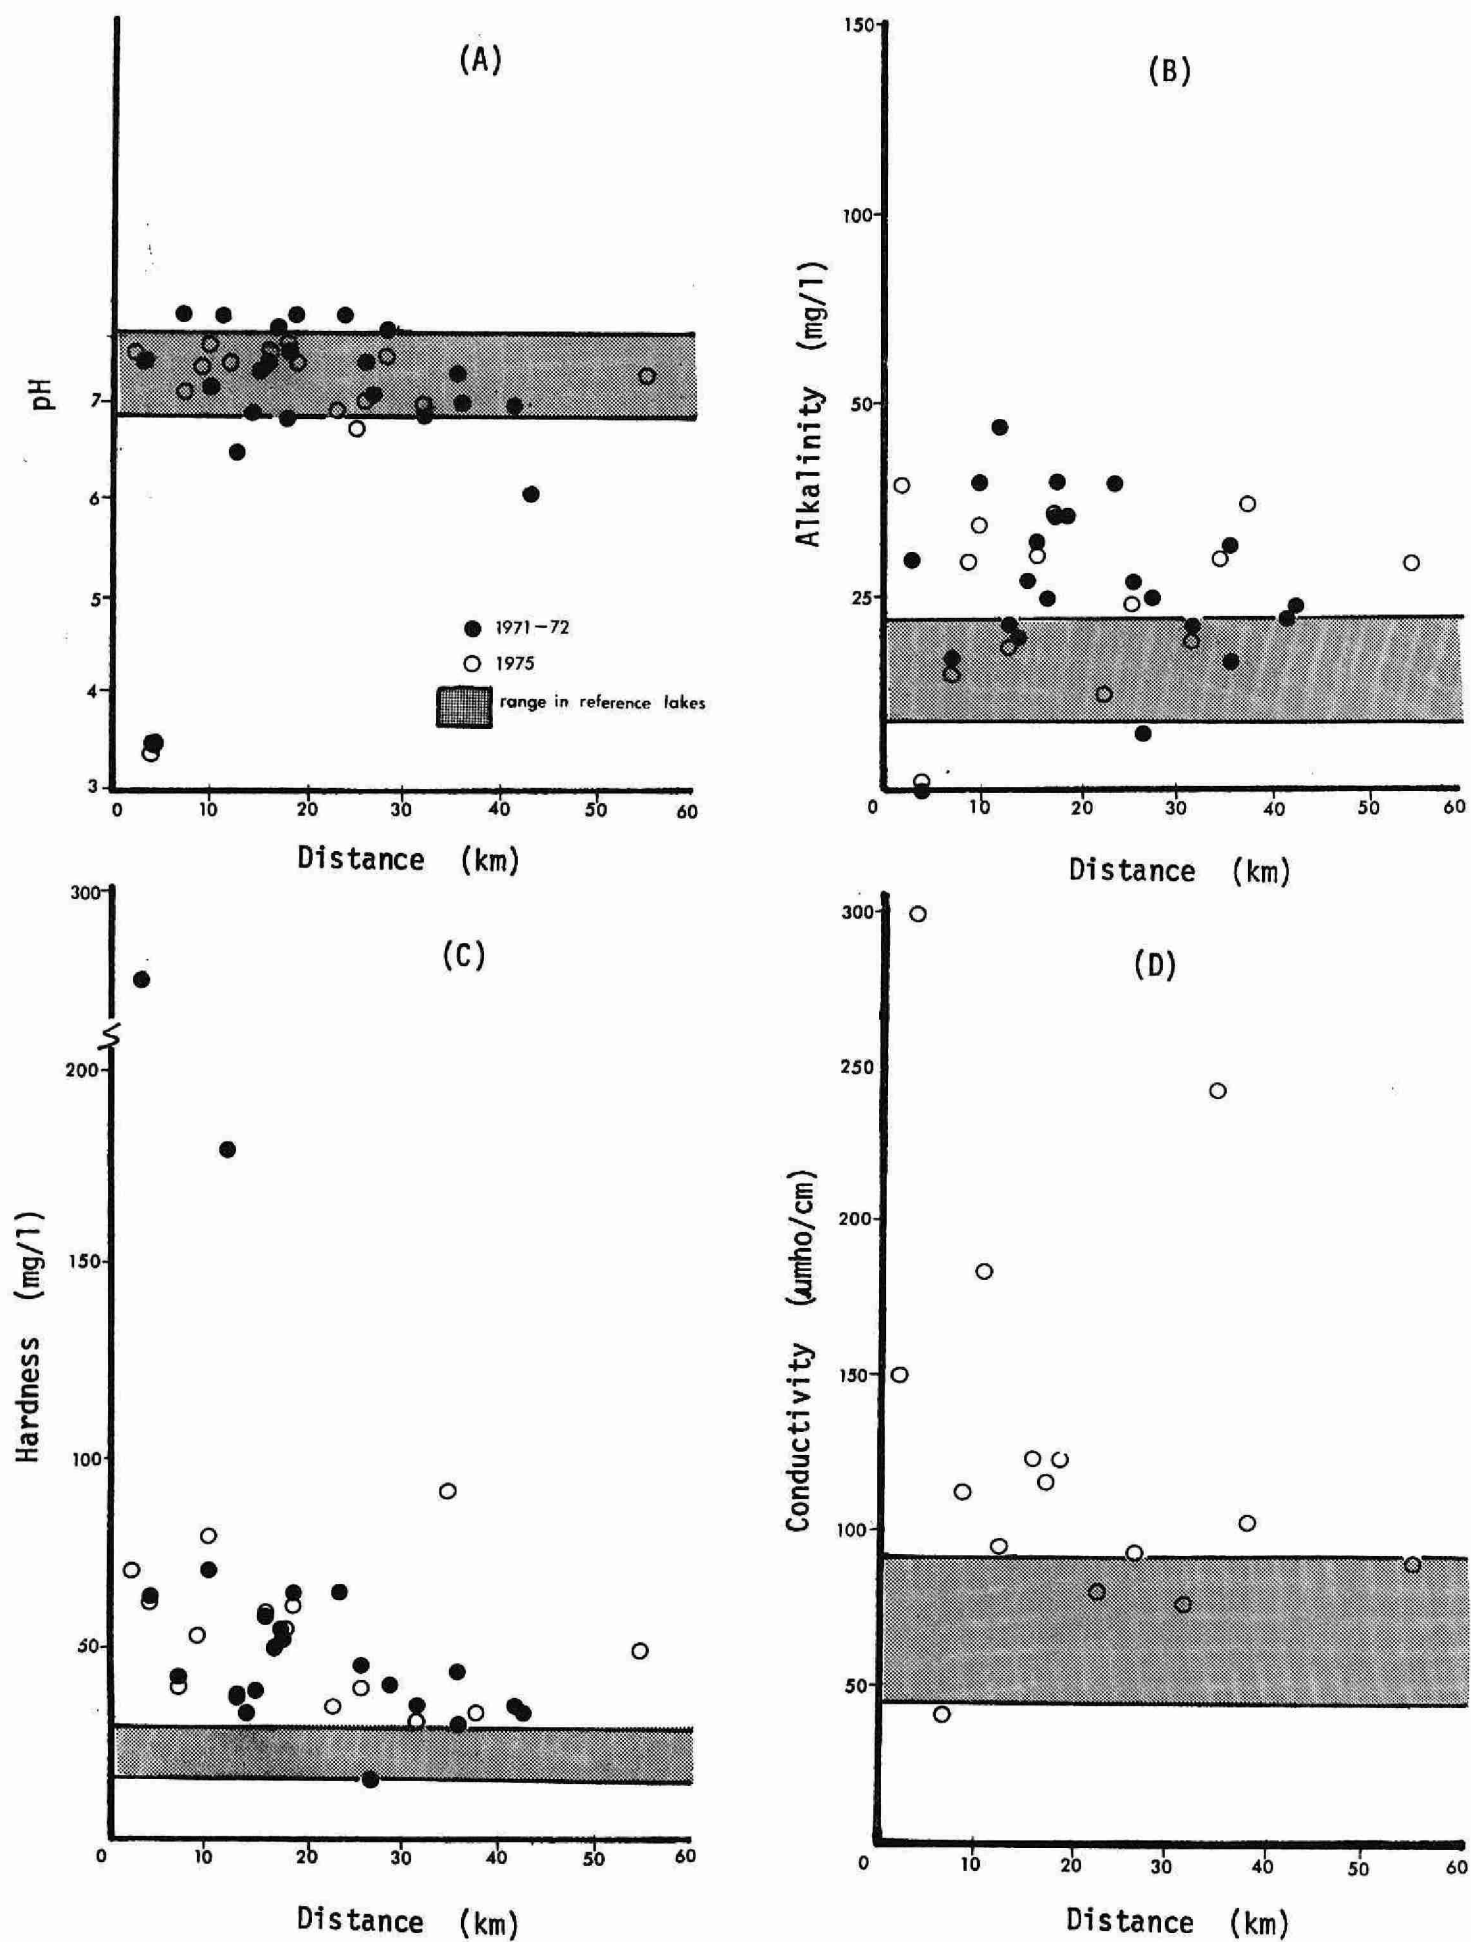 (A)
pH
7
6
5
4
3
1971-72
1975
range in reference lakes
0 10 20 30 40 50 60
Distance (km)
(B)
Alkalinity (mg/l)
150
100
50
25
0 10 20 30 40 50 60
Distance (km)
(C)
Hardness (mg/l)
300
200
150
100
50
0 10 20 30 40 50 60
Distance (km)
(D)
Conductivity (µmho/cm)
300
250
200
150
100
50
0 10 20 30 40 50 60
Distance (km)